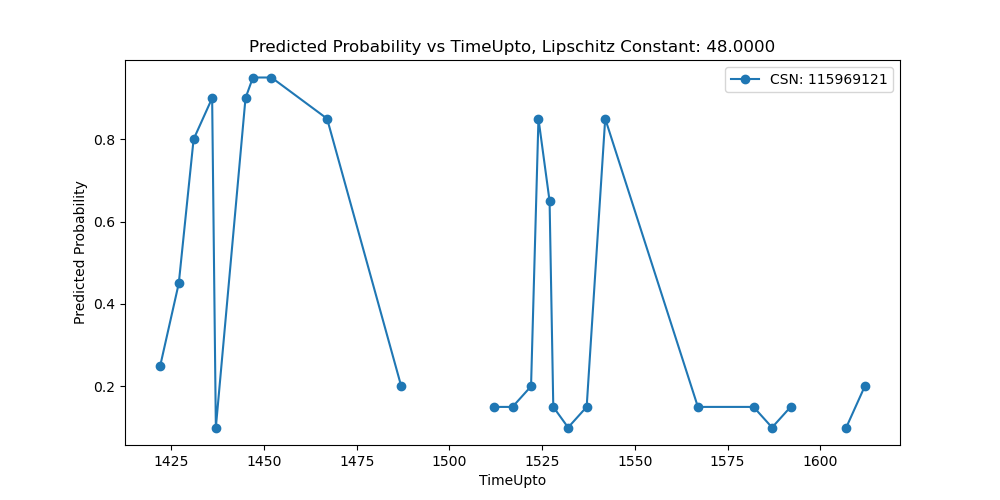 Predicted Probability vs TimeUpto, Lipschitz Constant: 48.0000
CSN: 115969121
Predicted Probability
0.8
0.6
0.4
0.2
1425 1450 1475 1500 1525 1550 1575 1600
TimeUpto